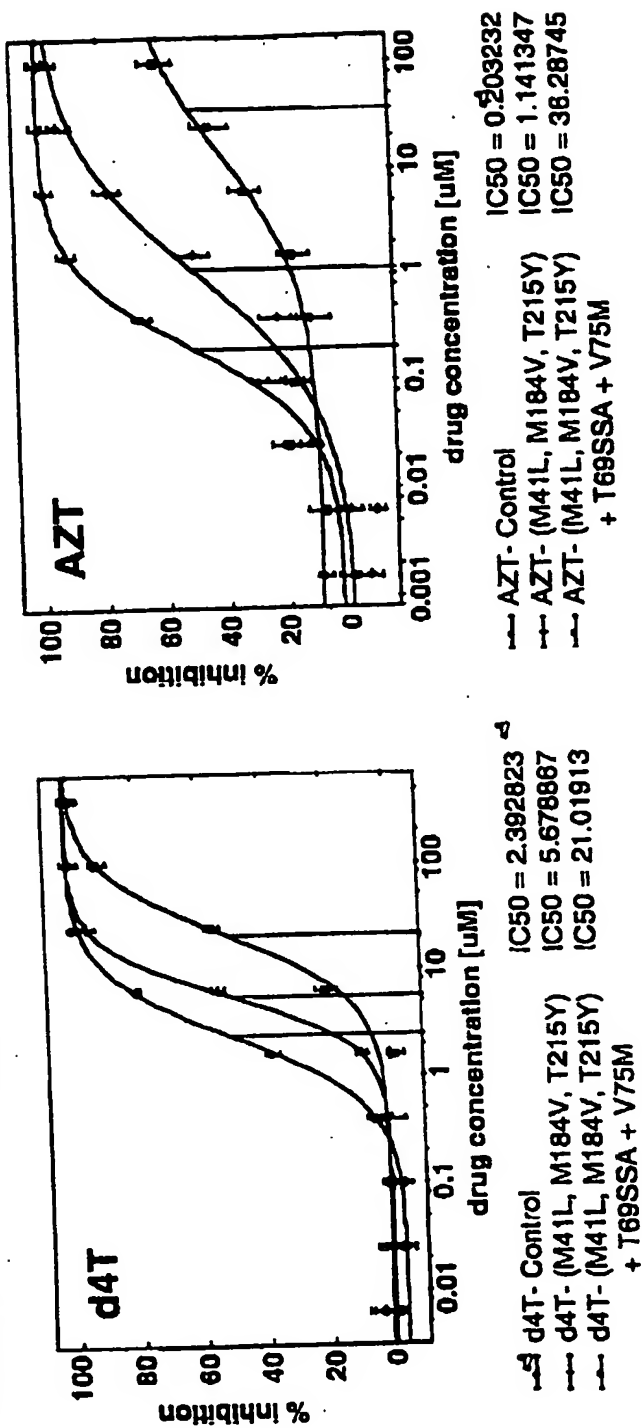 d4T
% inhibition
100
80
60
40
20
0
0.01
0.1
1
10
100
drug concentration [uM]
d4T- Control IC50 = 2.392823
d4T- (M41L, M184V, T215Y) IC50 = 5.678867
d4T- (M41L, M184V, T215Y) IC50 = 21.01913
+ T69SSA + V75M
AZT
% inhibition
100
80
60
40
20
0
0.001
0.01
0.1
1
10
100
drug concentration [uM]
AZT- Control IC50 = 0.203232
AZT- (M41L, M184V, T215Y) IC50 = 1.141347
AZT- (M41L, M184V, T215Y) IC50 = 36.28745
+ T69SSA + V75M